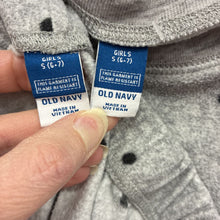 GIRLS
S (6-7)
THIS GARMENT IS
FLAME RESISTANT
OLD NAVY
MADE IN
VIETNAM
GIRLS
S (6-7)
THIS GARMENT IS
FLAME RESISTANT
OLD NAVY
MADE IN
VIETNAM